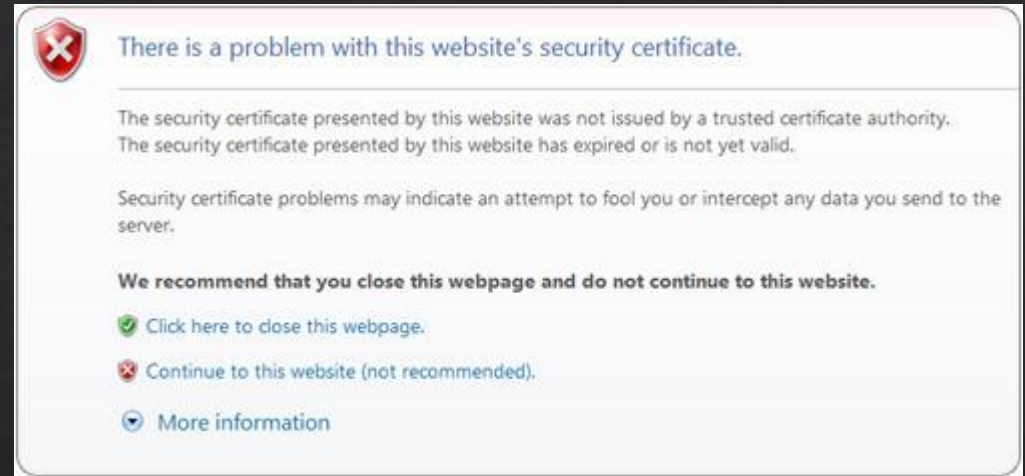 There is a problem with this website's security certificate.
The security certificate presented by this website was not issued by a trusted certificate authority.
The security certificate presented by this website has expired or is not yet valid.
Security certificate problems may indicate an attempt to fool you or intercept any data you send to the
server.
We recommend that you close this webpage and do not continue to this website.
Click here to close this webpage.
Continue to this website (not recommended).
More information